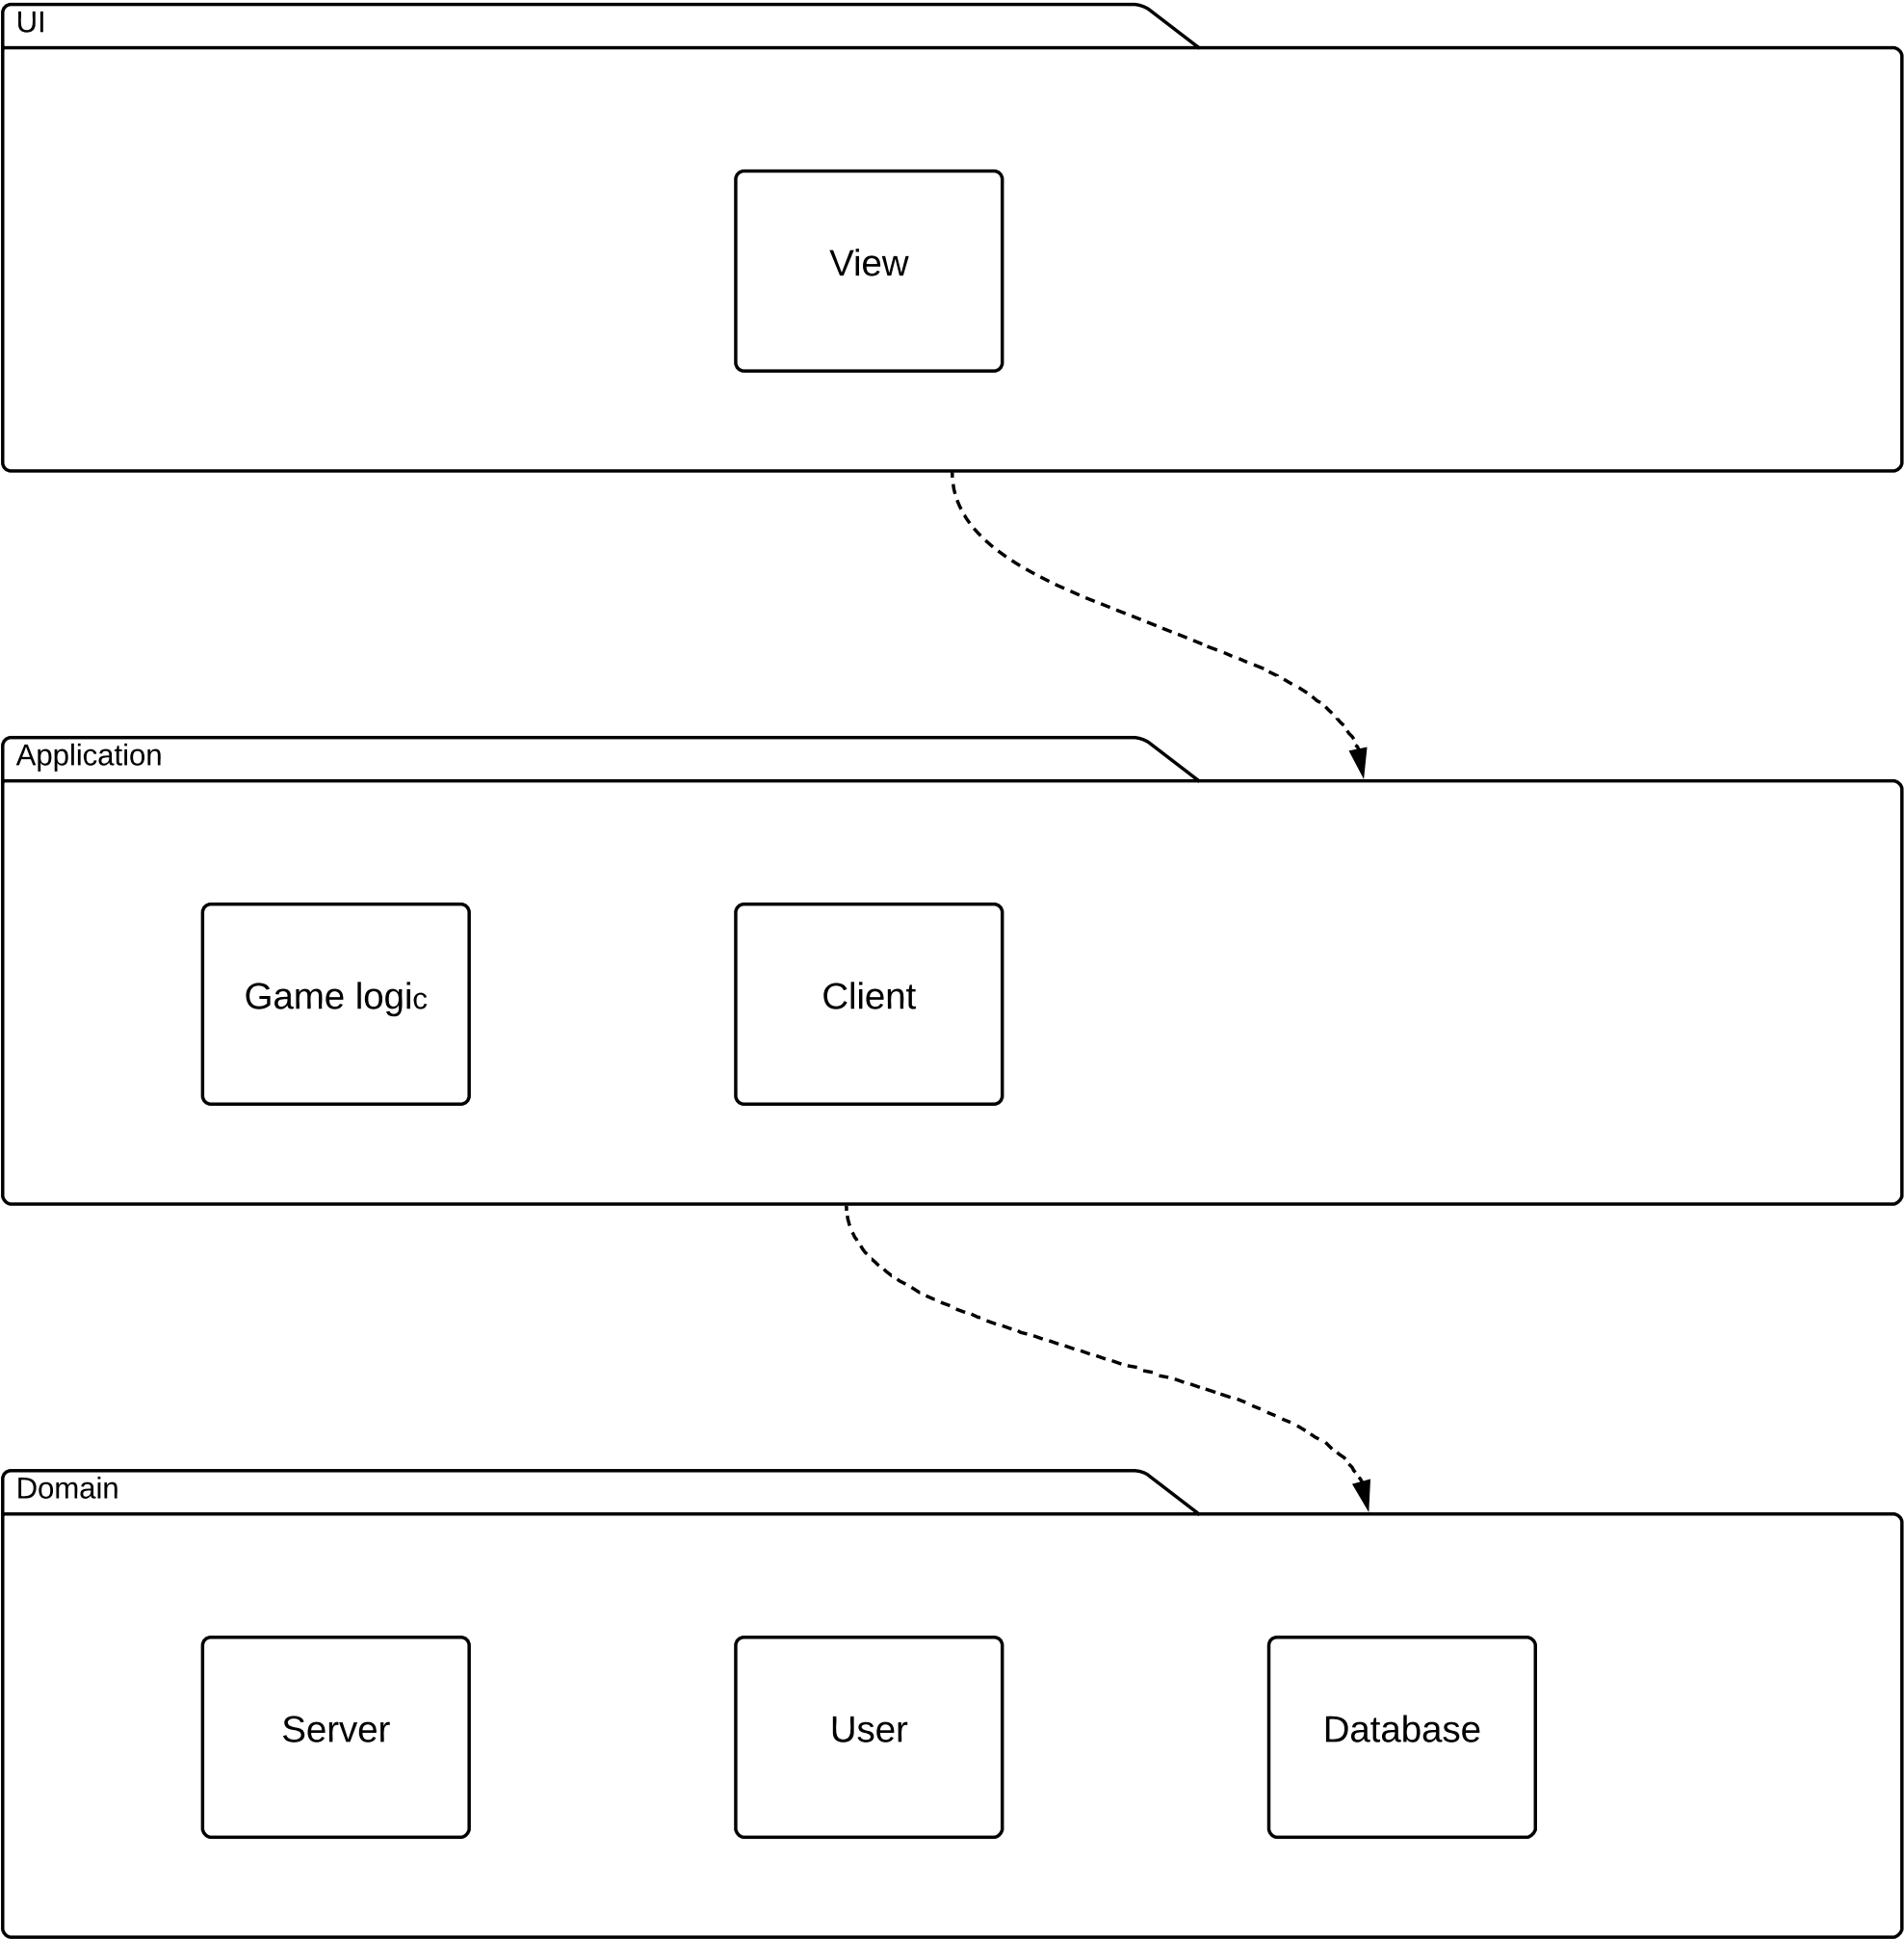 UI
View
Application
Game logic
Client
Domain
Server
User
Database